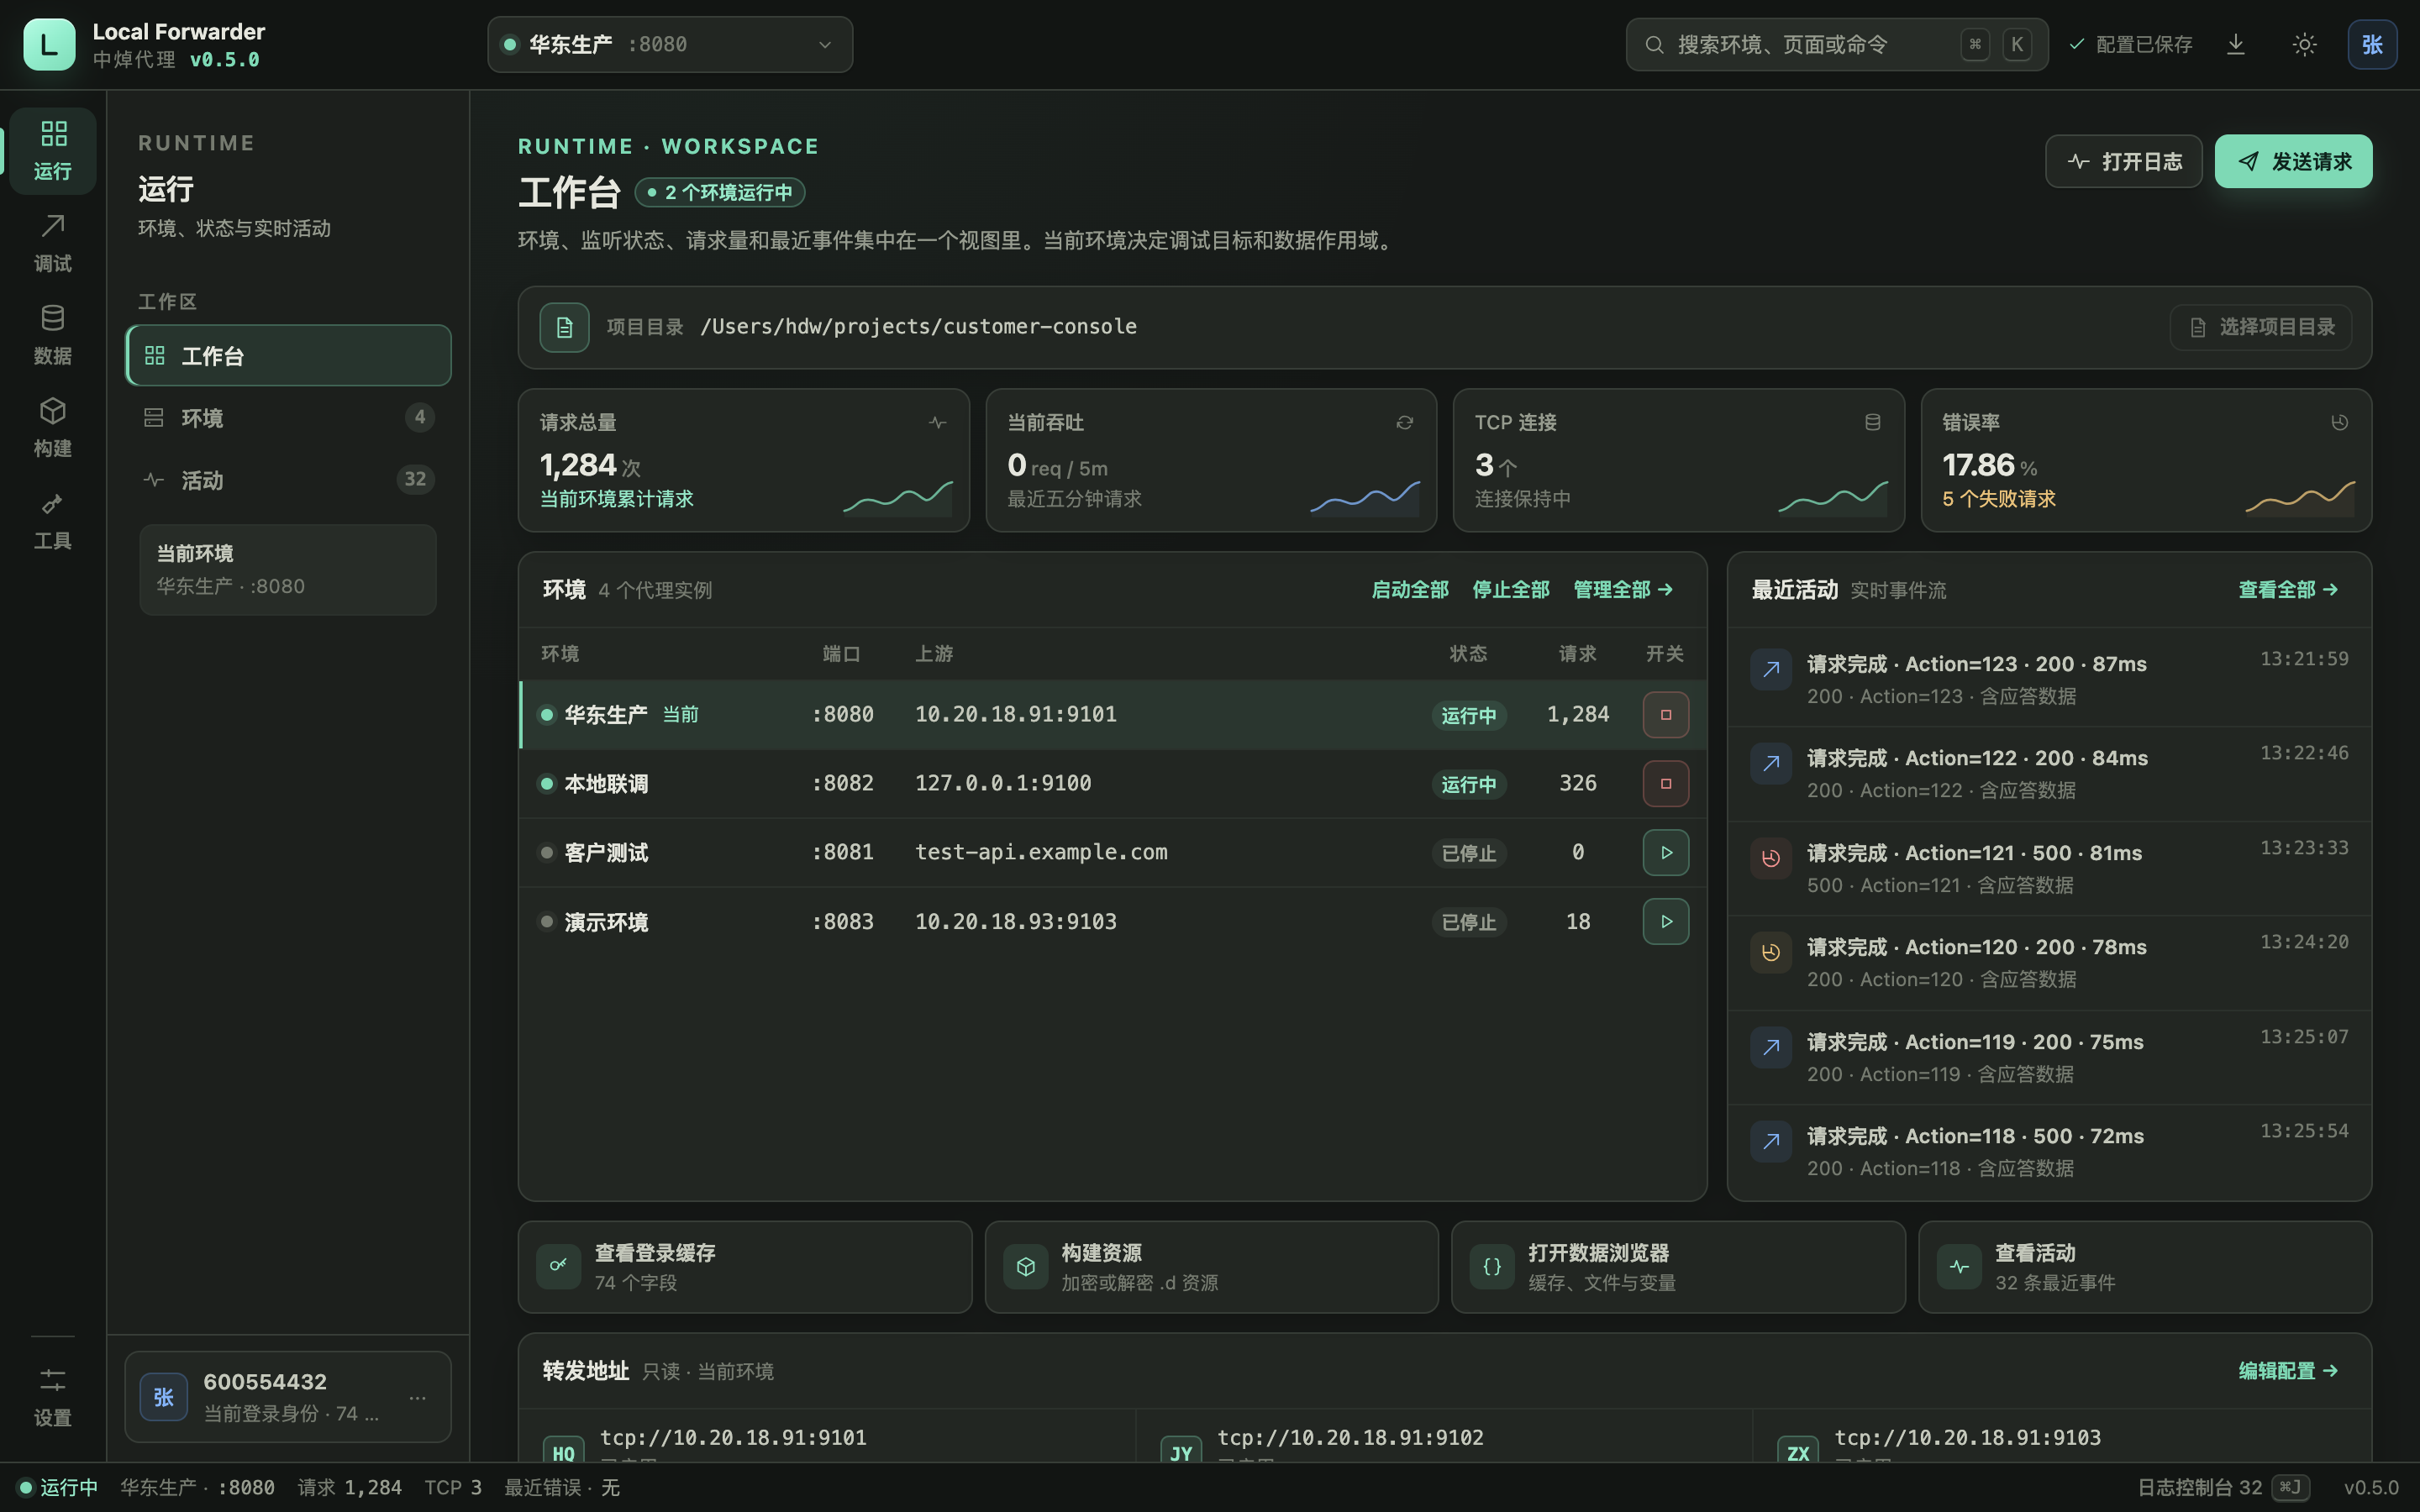 L
Local Forwarder
中焯代理 v0.5.0
华东生产 :8080
搜索环境、页面或命令 ⌘ K
配置已保存
张
运行
调试
数据
构建
工具
设置
RUNTIME
运行
环境、状态与实时活动
工作区
工作台
环境 4
活动 32
当前环境
华东生产 · :8080
张
600554432
当前登录身份 · 74 ...
RUNTIME · WORKSPACE
工作台 2 个环境运行中
环境、监听状态、请求量和最近事件集中在一个视图里。当前环境决定调试目标和数据作用域。
打开日志
发送请求
项目目录 /Users/hdw/projects/customer-console
选择项目目录
请求总量
1,284 次
当前环境累计请求
当前吞吐
0 req / 5m
最近五分钟请求
TCP 连接
3 个
连接保持中
错误率
17.86 %
5 个失败请求
环境 4 个代理实例 启动全部 停止全部 管理全部 →
环境 端口 上游 状态 请求 开关
华东生产 当前 :8080 10.20.18.91:9101 运行中 1,284
本地联调 :8082 127.0.0.1:9100 运行中 326
客户测试 :8081 test-api.example.com 已停止 0
演示环境 :8083 10.20.18.93:9103 已停止 18
最近活动 实时事件流 查看全部 →
请求完成 · Action=123 · 200 · 87ms 13:21:59
200 · Action=123 · 含应答数据
请求完成 · Action=122 · 200 · 84ms 13:22:46
200 · Action=122 · 含应答数据
请求完成 · Action=121 · 500 · 81ms 13:23:33
500 · Action=121 · 含应答数据
请求完成 · Action=120 · 200 · 78ms 13:24:20
200 · Action=120 · 含应答数据
请求完成 · Action=119 · 200 · 75ms 13:25:07
200 · Action=119 · 含应答数据
请求完成 · Action=118 · 500 · 72ms 13:25:54
200 · Action=118 · 含应答数据
查看登录缓存
74 个字段
构建资源
加密或解密 .d 资源
打开数据浏览器
缓存、文件与变量
查看活动
32 条最近事件
转发地址 只读 · 当前环境 编辑配置 →
HQ tcp://10.20.18.91:9101
JY tcp://10.20.18.91:9102
ZX tcp://10.20.18.91:9103
运行中 华东生产 · :8080 请求 1,284 TCP 3 最近错误 · 无
日志控制台 32 ⌘J v0.5.0